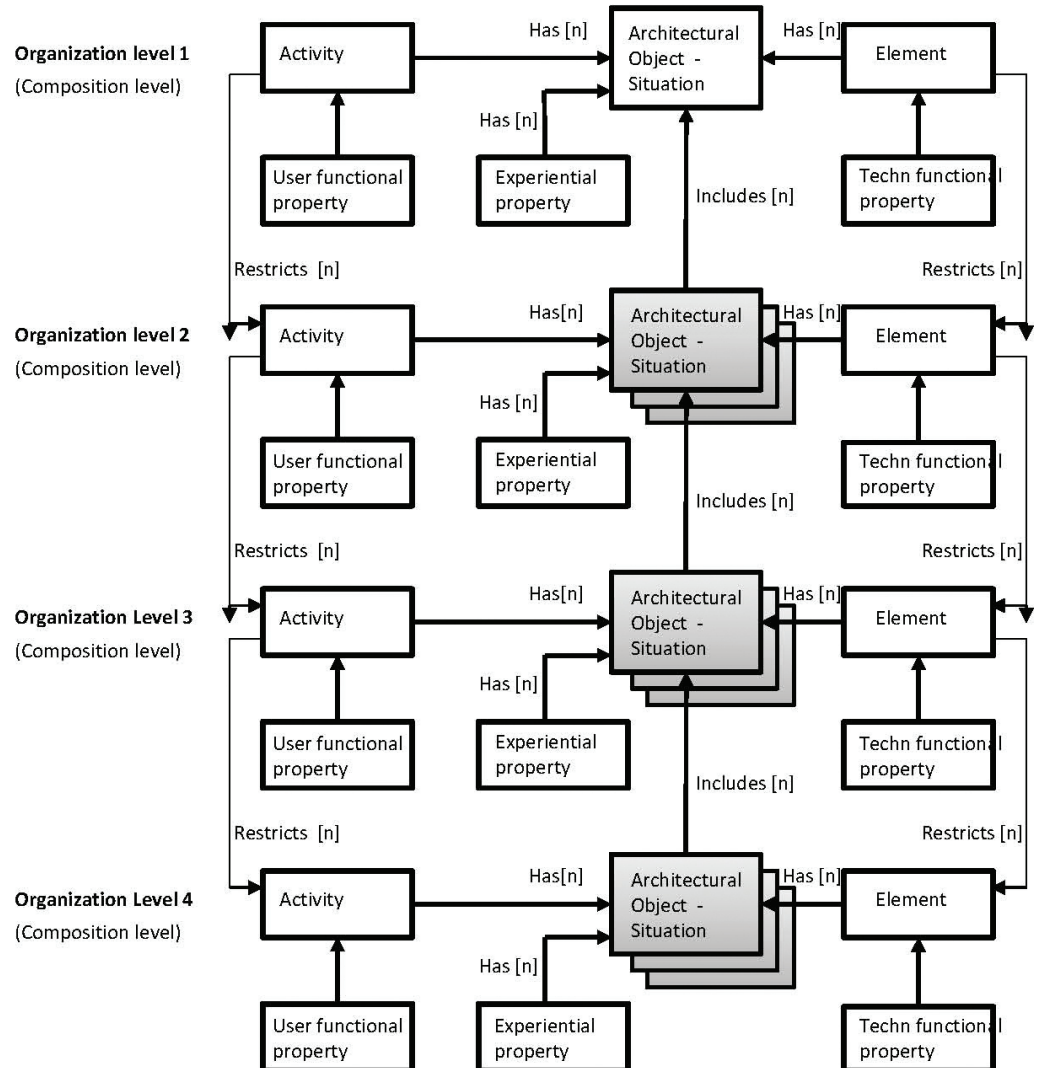 Organization level 1
(Composition level)
Activity
Has [n]
Architectural
Object -
Situation
Has [n]
Element
Has [n]
User functional
property
Experiential
property
Techn functional
property
Includes [n]
Restricts [n]
Restricts [n]
Organization level 2
(Composition level)
Activity
Has[n]
Architectural
Object -
Situation
Has [n]
Element
Has [n]
User functional
property
Experiential
property
Techn functional
property
Includes [n]
Restricts [n]
Restricts [n]
Organization Level 3
(Composition level)
Activity
Has[n]
Architectural
Object -
Situation
Has [n]
Element
Has [n]
User functional
property
Experiential
property
Techn functional
property
Includes [n]
Restricts [n]
Restricts [n]
Organization Level 4
(Composition level)
Activity
Has[n]
Architectural
Object -
Situation
Has [n]
Element
Has [n]
User functional
property
Experiential
property
Techn functional
property